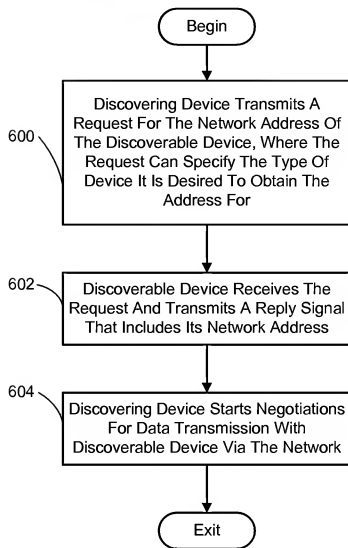 Begin
600
Discovering Device Transmits A
Request For The Network Address Of
The Discoverable Device, Where The
Request Can Specify The Type Of
Device It Is Desired To Obtain The
Address For
602
Discoverable Device Receives The
Request And Transmits A Reply Signal
That Includes Its Network Address
604
Discovering Device Starts Negotiations
For Data Transmission With
Discoverable Device Via The Network
Exit